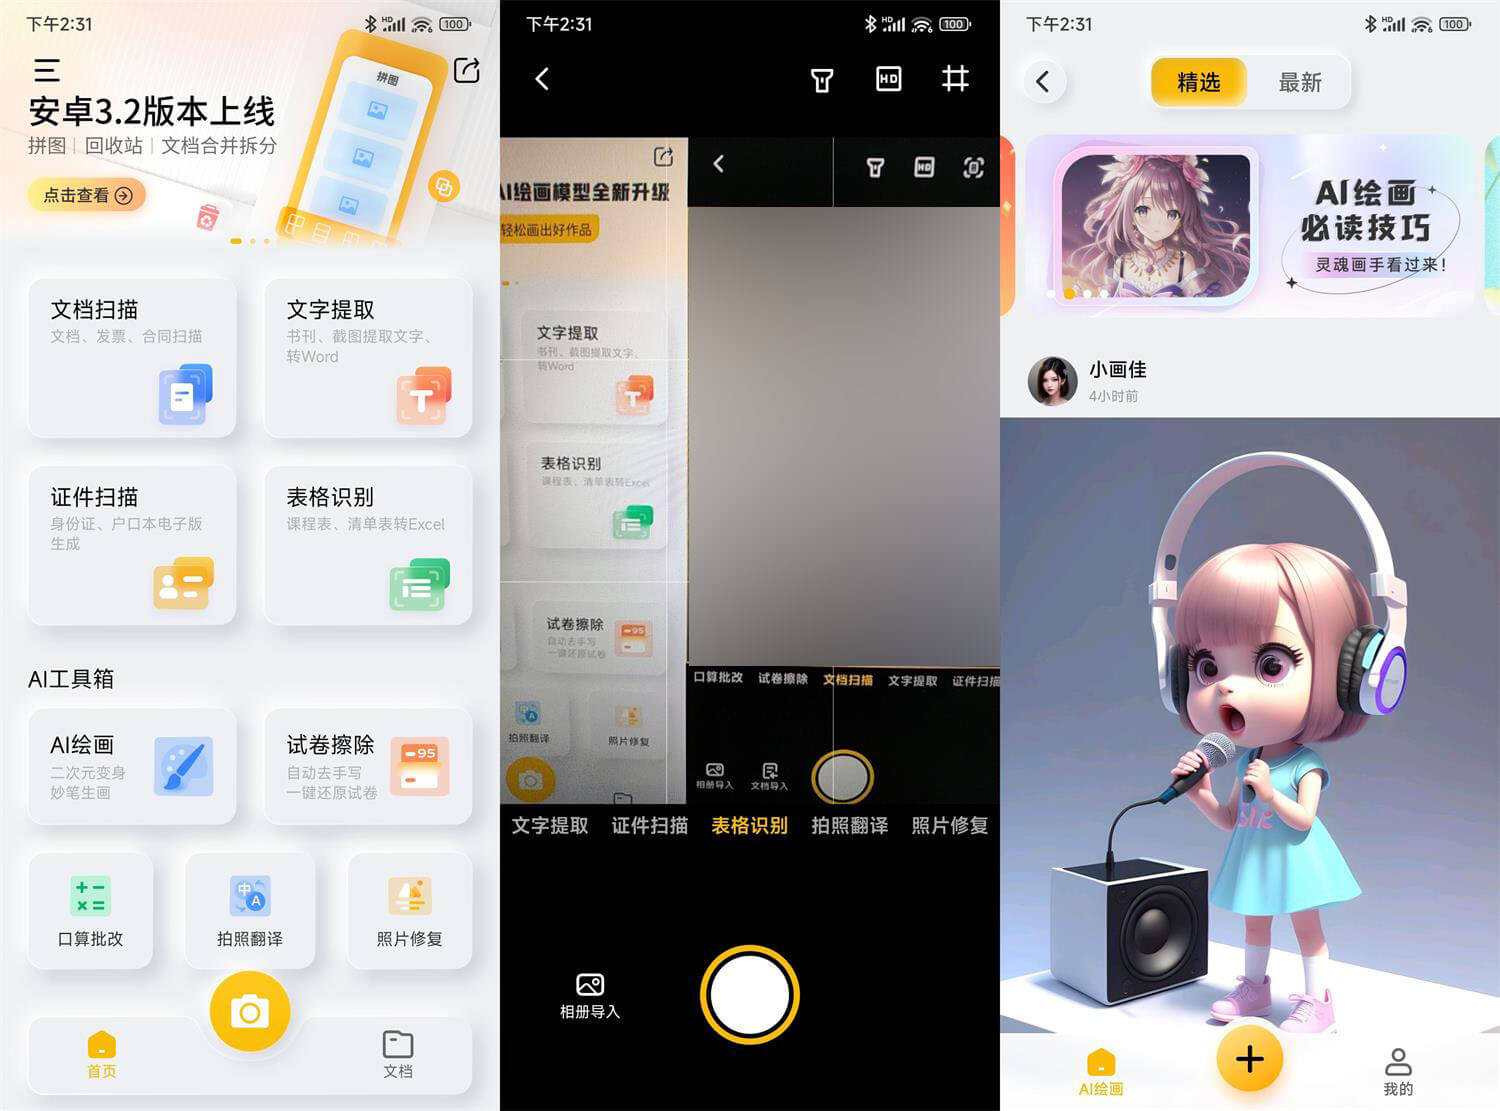 下午2:31
HD
100
拼图
安卓3.2版本上线
拼图 | 回收站 | 文档合并拆分
点击查看
文档扫描
文档、发票、合同扫描
文字提取
书刊、截图提取文字、
转Word
T
证件扫描
身份证、户口本电子版
生成
表格识别
课程表、清单表转Excel
AI工具箱
AI绘画
二次元变身
妙笔生画
试卷擦除
自动去手写
一键还原试卷
95
口算批改
中
A
拍照翻译
照片修复
首页
文档
下午2:31
HD
100
HD
HD
AI绘画模型全新升级
轻松画出好作品
文字提取
书刊、截图提取文字、
转Word
T
表格识别
课程表、清单表转Excel
试卷擦除
自动去手写
一键还原试卷
95
中
A
拍照翻译
照片修复
口算批改
试卷擦除
文档扫描
文字提取
证件扫描
相册导入
文档导入
文字提取
证件扫描
表格识别
拍照翻译
照片修复
相册导入
下午2:31
HD
100
精选
最新
AI绘画
必读技巧
灵魂画手看过来！
小画佳
4小时前
AI绘画
我的